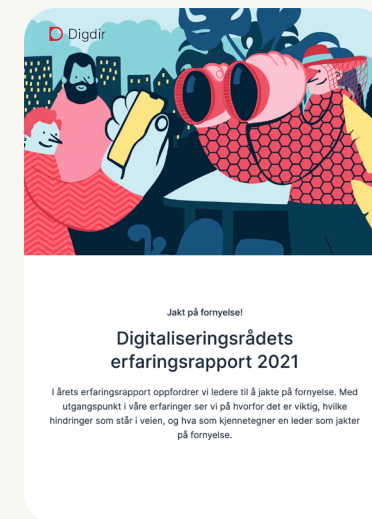 Digdir
Jakt på fornyelse!
Digitaliseringsrådets
erfaringsrapport 2021
I årets erfaringsrapport oppfordrer vi ledere til å jakte på fornyelse. Med
utgangspunkt i våre erfaringer ser vi på hvorfor det er viktig, hvilke
hindringer som står i veien, og hva som kjennetegner en leder som jakter
på fornyelse.